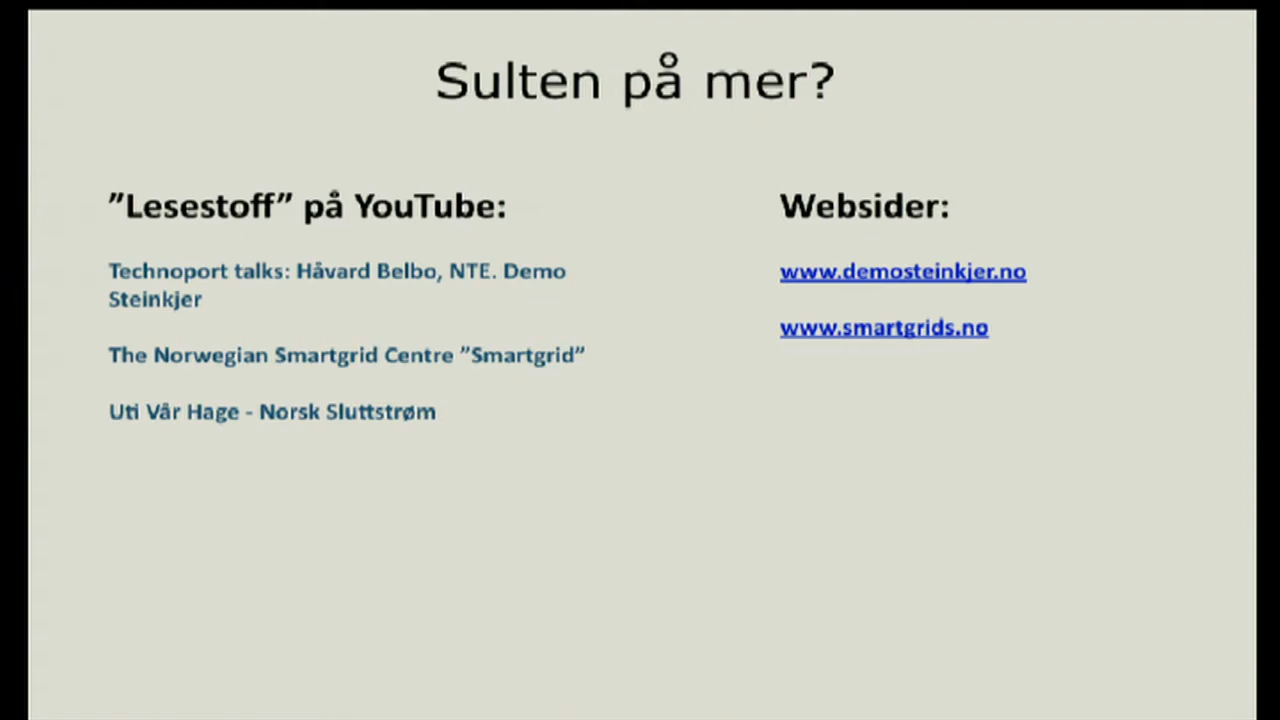 Sulten på mer?
”Lesestoff” på YouTube:
Technoport talks: Håvard Belbo, NTE. Demo
Steinkjer
The Norwegian Smartgrid Centre ”Smartgrid”
Uti Vår Hage - Norsk Sluttstrøm
Websider:
www.demosteinkjer.no
www.smartgrids.no